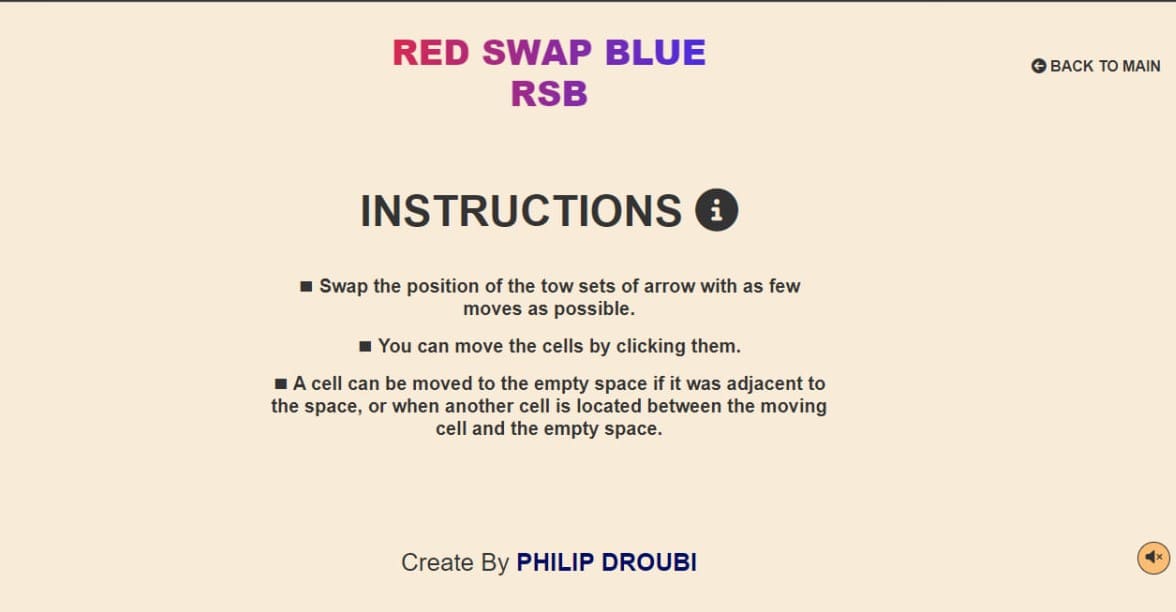 RED SWAP BLUE
RSB
BACK TO MAIN
INSTRUCTIONS
■ Swap the position of the tow sets of arrow with as few
moves as possible.
■ You can move the cells by clicking them.
■ A cell can be moved to the empty space if it was adjacent to
the space, or when another cell is located between the moving
cell and the empty space.
Create By PHILIP DROUBI